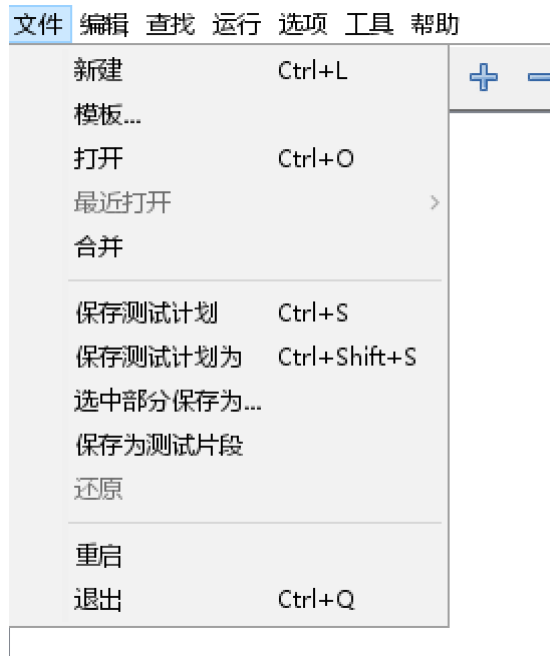 文件 编辑 查找 运行 选项 工具 帮助
新建 Ctrl+L
模板...
打开 Ctrl+O
最近打开
合并
保存测试计划 Ctrl+S
保存测试计划为 Ctrl+Shift+S
选中部分保存为...
保存为测试片段
还原
重启
退出 Ctrl+Q